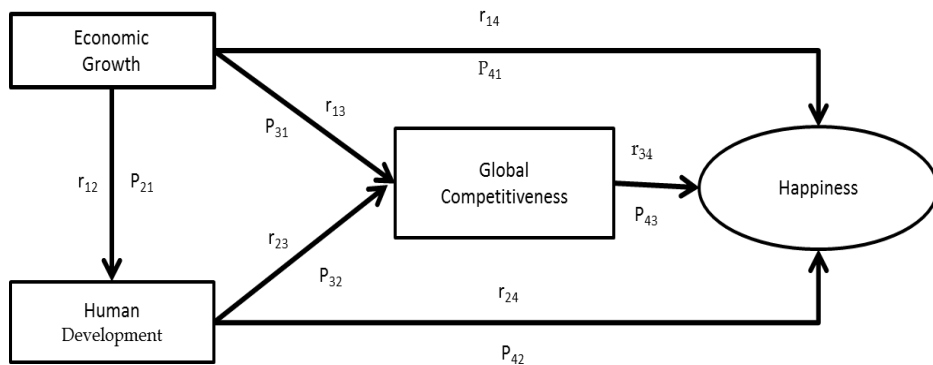 r14
Economic
Growth
P41
r13
P31
r34
Global
Competitiveness
Happiness
r12
P21
P43
r23
P32
r24
Human
Development
P42